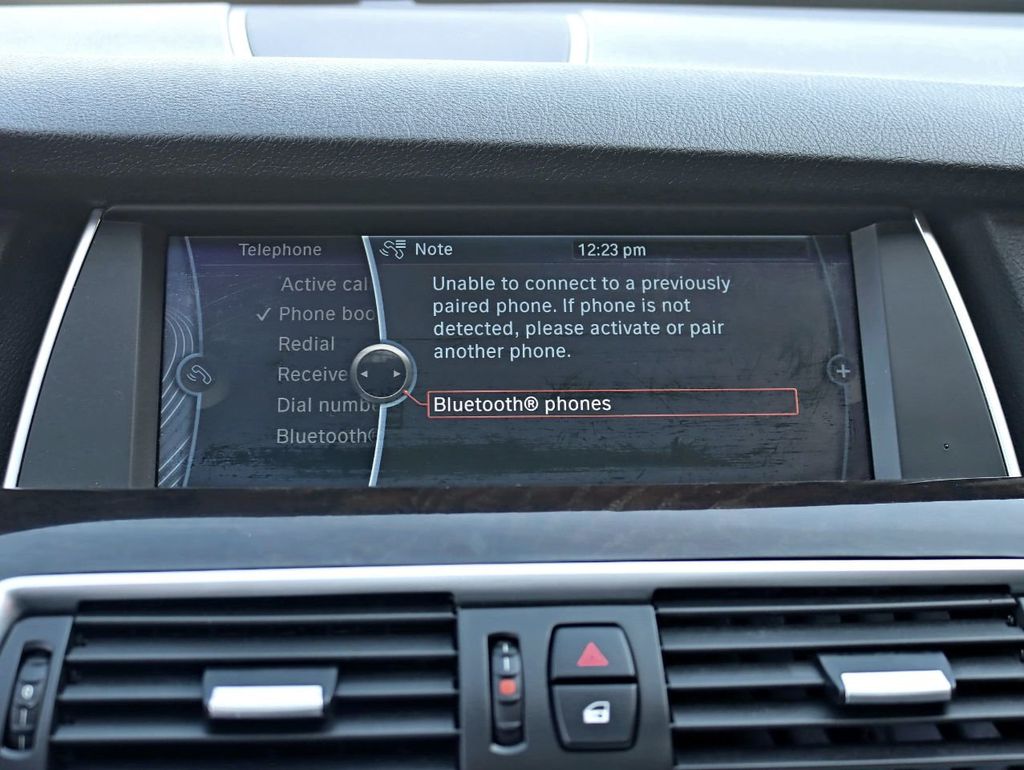 Telephone
Note
12:23 pm
Active cal
Phone boo
Redial
Receive
Dial numb
Bluetooth®
Unable to connect to a previously
paired phone. If phone is not
detected, please activate or pair
another phone.
Bluetooth® phones